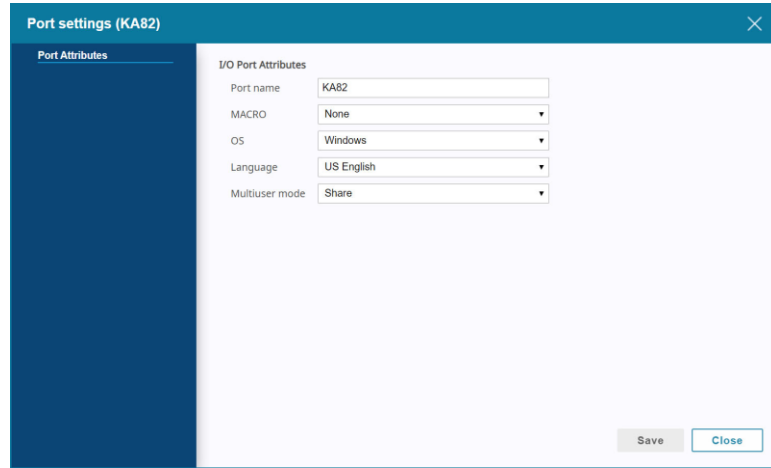 Port settings (KA82)
Port Attributes
I/O Port Attributes
Port name KA82
MACRO None
OS Windows
Language US English
Multiuser mode Share
Save Close